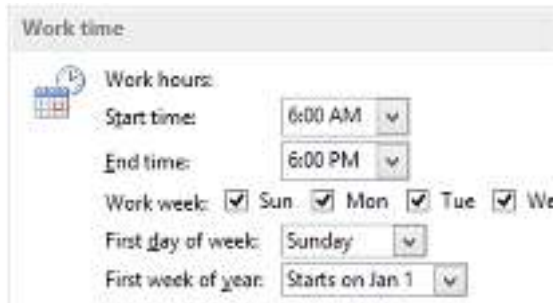 Work time
Work hours:
Start time: 6:00 AM
End time: 6:00 PM
Work week: Sun Mon Tue We
First day of week: Sunday
First week of year: Starts on Jan 1